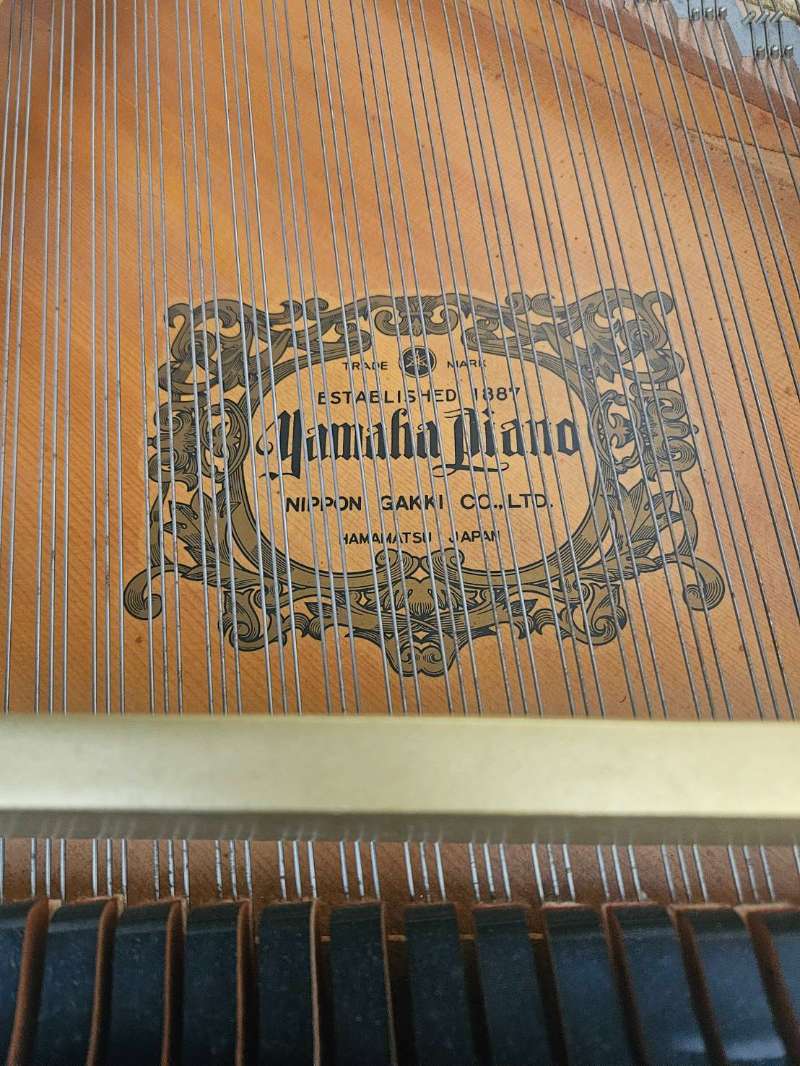 TRADE MARK
ESTABLISHED 1887
Yamaha Piano
NIPPON GAKKI CO.,LTD.
HAMAMATSU JAPAN